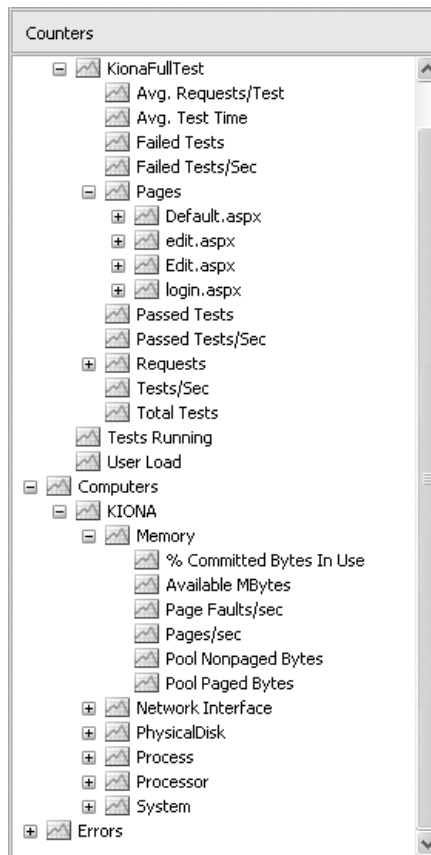 Counters
KionaFullTest
Avg. Requests/Test
Avg. Test Time
Failed Tests
Failed Tests/Sec
Pages
Default.aspx
edit.aspx
Edit.aspx
login.aspx
Passed Tests
Passed Tests/Sec
Requests
Tests/Sec
Total Tests
Tests Running
User Load
Computers
KIONA
Memory
% Committed Bytes In Use
Available MBytes
Page Faults/sec
Pages/sec
Pool Nonpaged Bytes
Pool Paged Bytes
Network Interface
PhysicalDisk
Process
Processor
System
Errors